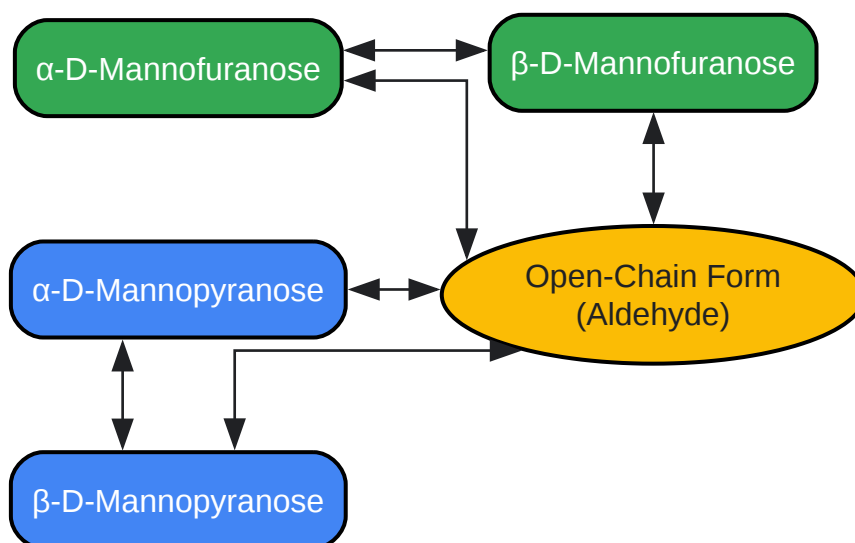 α-D-Mannofuranose
β-D-Mannofuranose
α-D-Mannopyranose
Open-Chain Form
(Aldehyde)
β-D-Mannopyranose